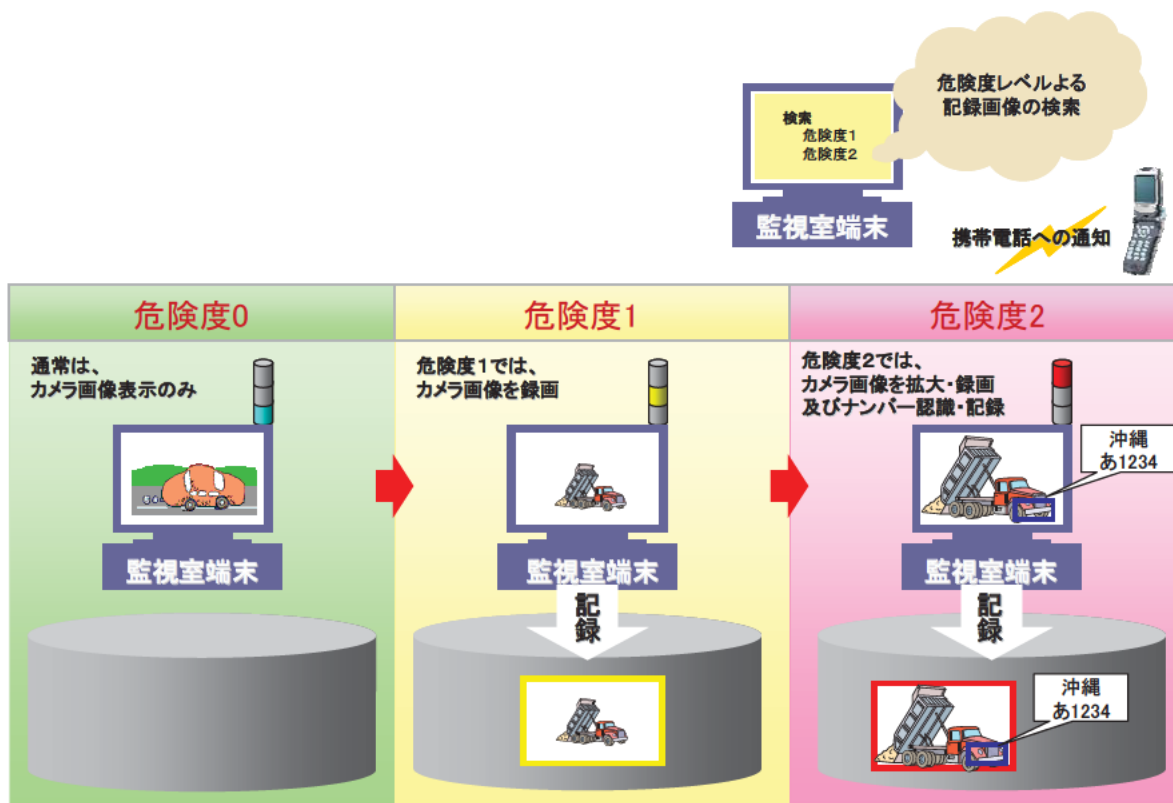 危険度レベルよる
記録画像の検索
検索
危険度1
危険度2
監視室端末
携帯電話への通知
危険度0
危険度1
危険度2
通常は、
カメラ画像表示のみ
危険度1では、
カメラ画像を録画
危険度2では、
カメラ画像を拡大・録画
及びナンバー認識・記録
沖縄
あ1234
監視室端末
監視室端末
監視室端末
記録
記録
沖縄
あ1234